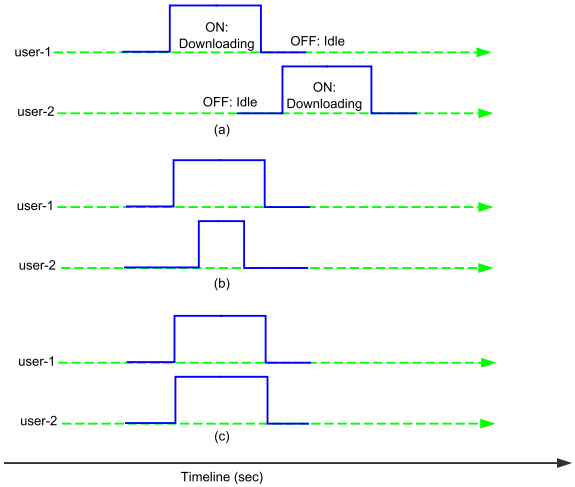 ON:
Downloading
OFF: Idle
user-1
ON:
Downloading
OFF: Idle
user-2
(a)
user-1
user-2
(b)
user-1
user-2
(c)
Timeline (sec)